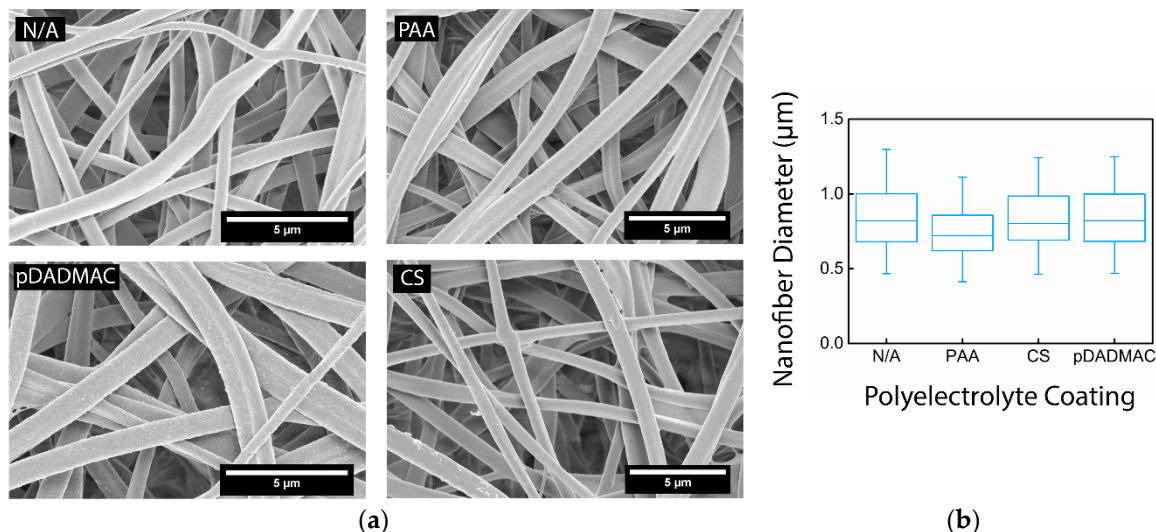 N/A
5 µm
PAA
5 µm
pDADMAC
5 µm
CS
5 µm
(a)
Nanofiber Diameter (µm)
1.5
1.0
0.5
0.0
N/A PAA CS pDADMAC
Polyelectrolyte Coating
(b)